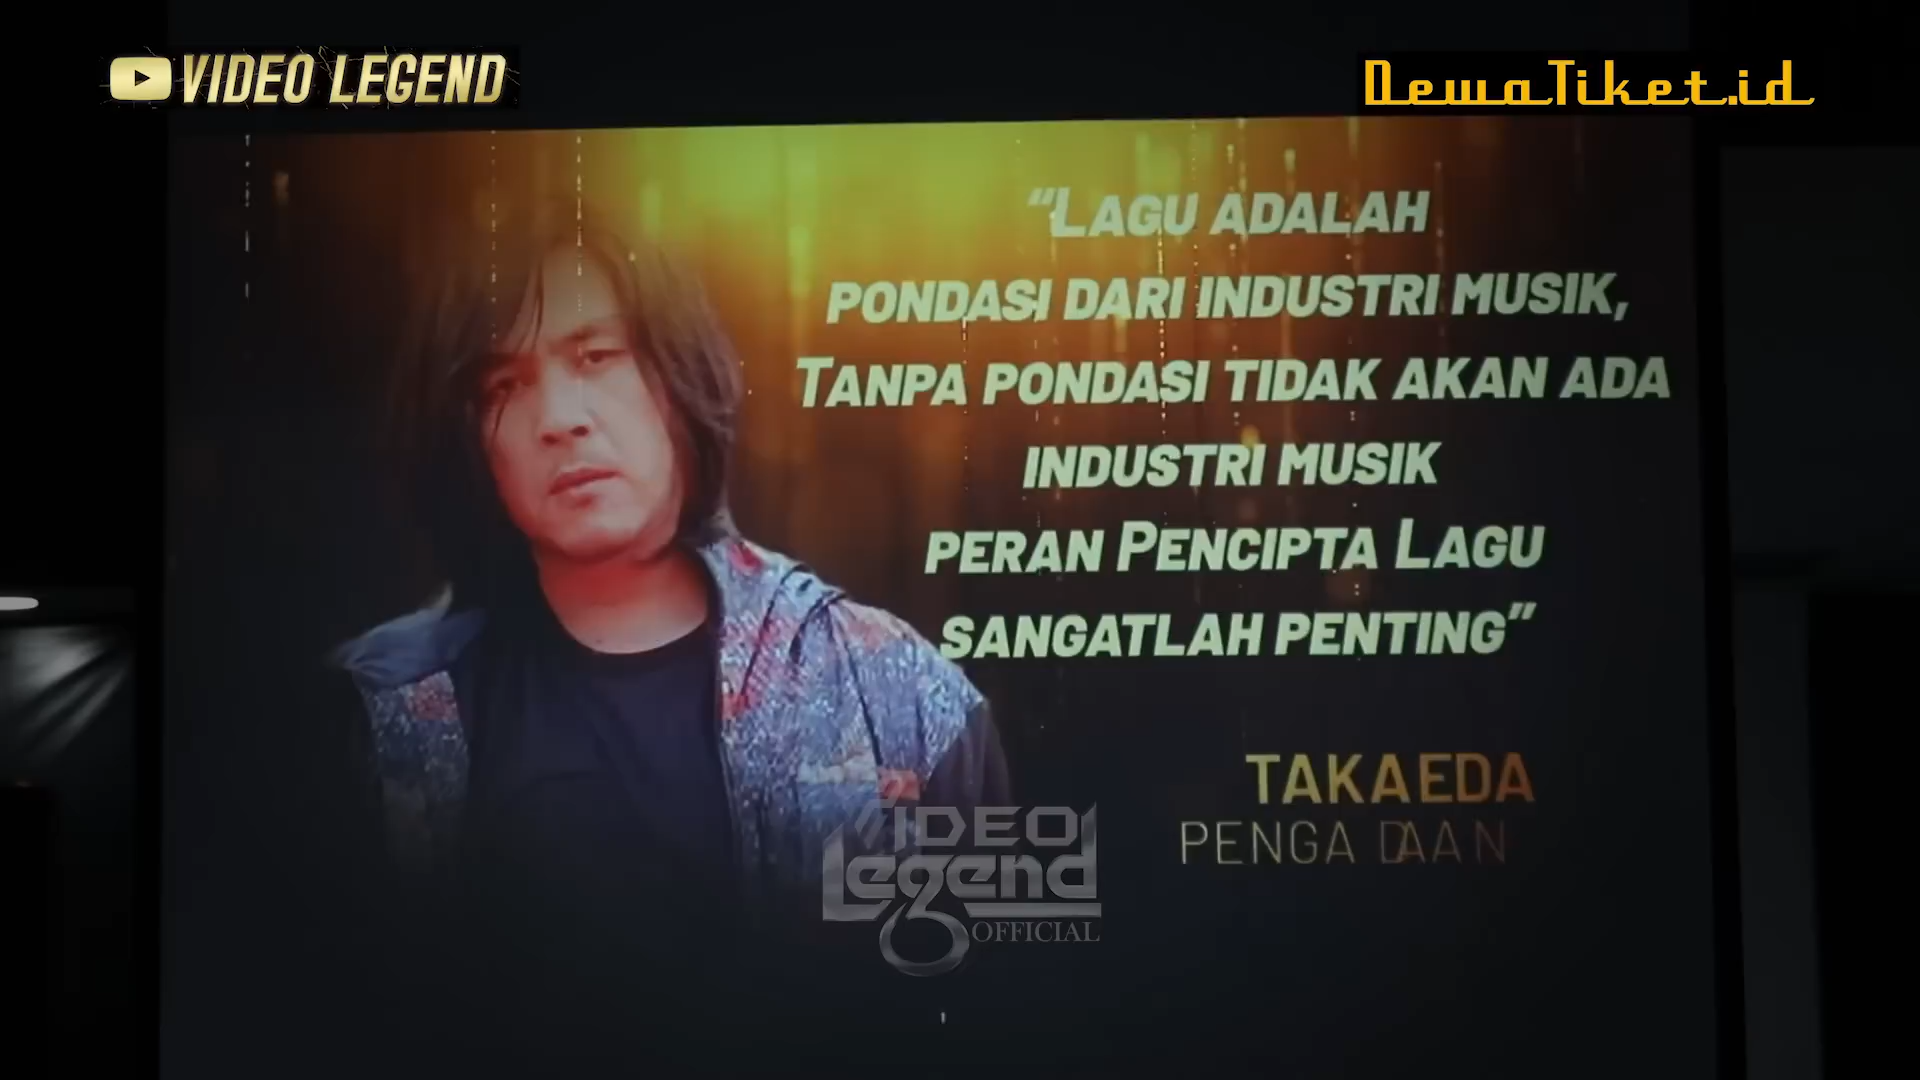 VIDEO LEGEND
DewaTiket.id
“LAGU ADALAH
PONDASI DARI INDUSTRI MUSIK,
TANPA PONDASI TIDAK AKAN ADA
INDUSTRI MUSIK
PERAN PENCIPTA LAGU
SANGATLAH PENTING”
TAKAEDA
PENGADAAN
VIDEO
Legend
OFFICIAL